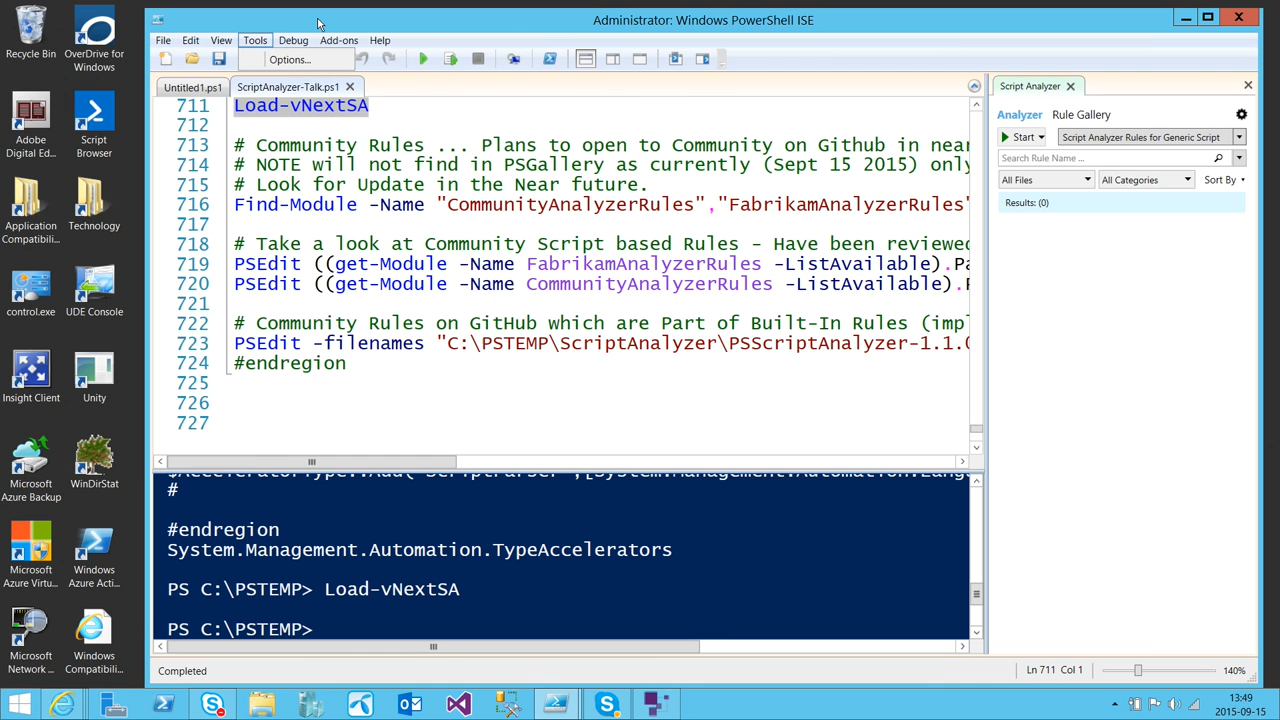 Administrator: Windows PowerShell ISE
File Edit View Tools Debug Add-ons Help
Options...
Untitled1.ps1 ScriptAnalyzer-Talk.ps1
711 Load-vNextSA
712
713 # Community Rules ... Plans to open to Community on Github in near
714 # NOTE will not find in PSGallery as currently (Sept 15 2015) only
715 # Look for Update in the Near future.
716 Find-Module -Name "CommunityAnalyzerRules","FabrikamAnalyzerRules"
717
718 # Take a look at Community Script based Rules - Have been reviewed
719 PSEdit ((get-Module -Name FabrikamAnalyzerRules -ListAvailable).Pa
720 PSEdit ((get-Module -Name CommunityAnalyzerRules -ListAvailable).P
721
722 # Community Rules on GitHub which are Part of Built-In Rules (impl
723 PSEdit -filenames "C:\PSTEMP\ScriptAnalyzer\PSScriptAnalyzer-1.1.0
724 #endregion
725
726
727
#
#endregion
System.Management.Automation.TypeAccelerators
PS C:\PSTEMP> Load-vNextSA
PS C:\PSTEMP>
Completed
Ln 711 Col 1
140%
Script Analyzer
Analyzer Rule Gallery
Start
Script Analyzer Rules for Generic Script
Search Rule Name ...
All Files
All Categories
Sort By
Results: (0)
Recycle Bin
OverDrive for
Windows
Adobe
Digital Ed...
Script
Browser
Application
Compatibili...
Technology
control.exe
UDE Console
Insight Client
Unity
Microsoft
Azure Backup
WinDirStat
Microsoft
Azure Virtu...
Windows
Azure Acti...
Microsoft
Network ...
Windows
Compatibil...
13:49
2015-09-15